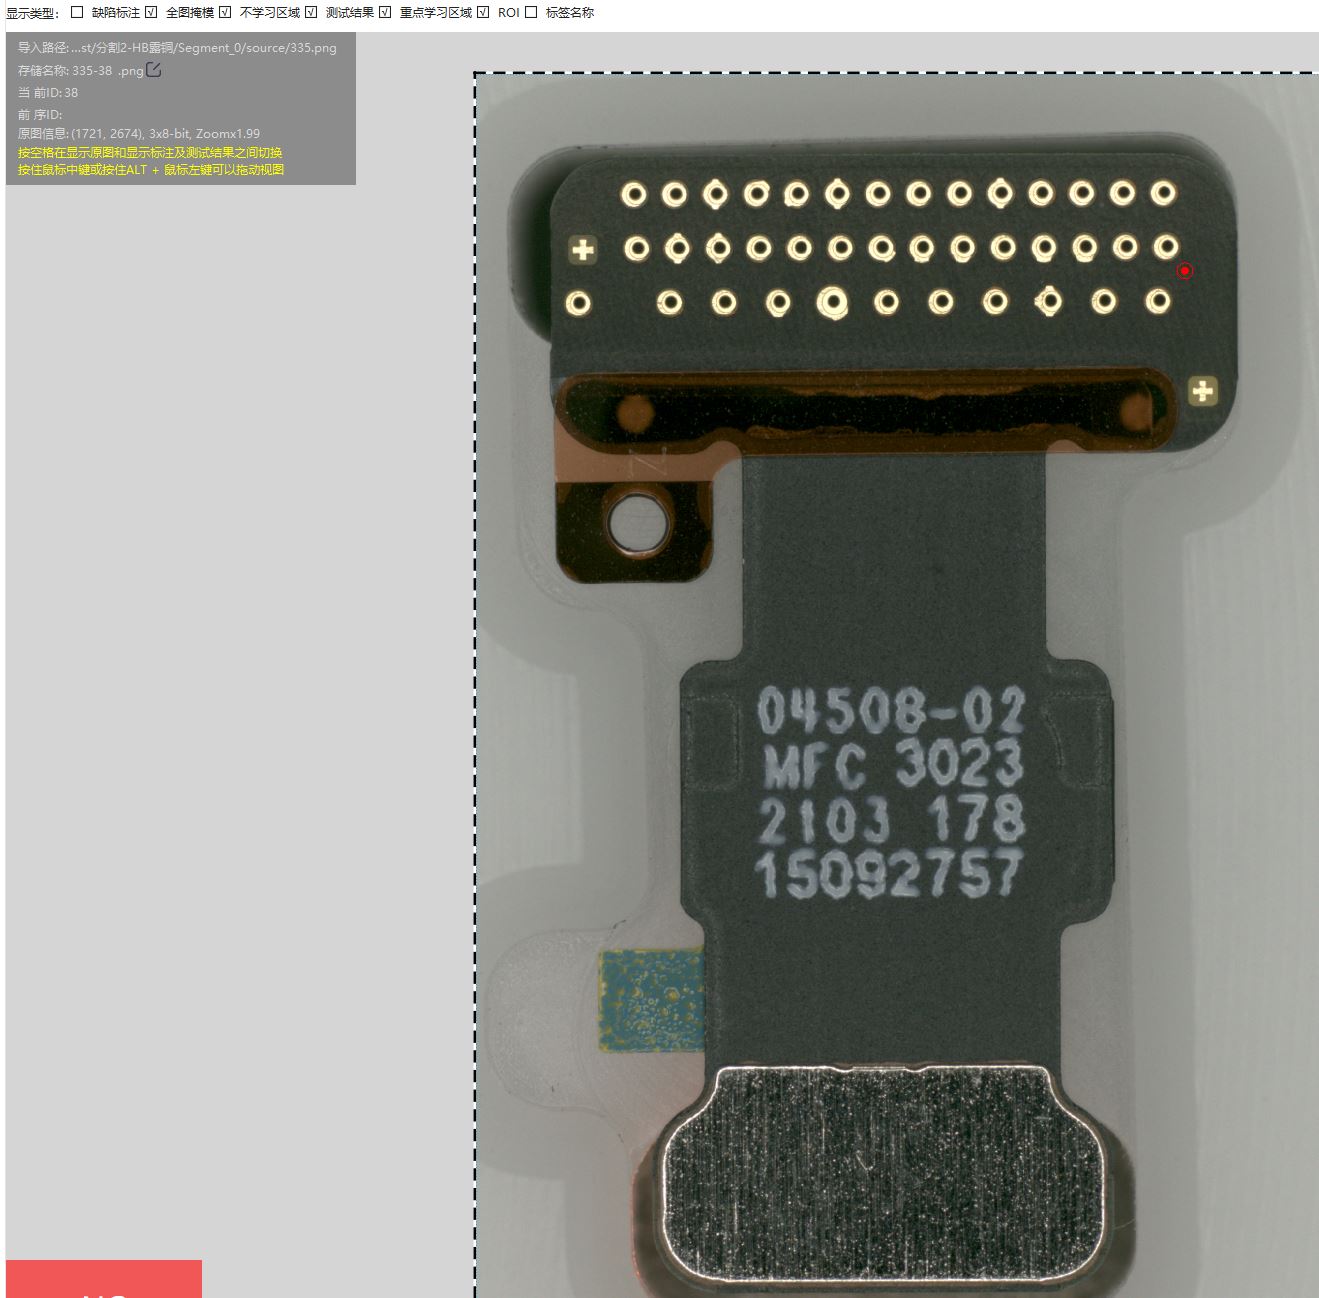 显示类型: 缺陷标注 全图掩模 不学习区域 测试结果 重点学习区域 ROI 标签名称
导入路径: ...st/分割2-HB露铜/Segment_0/source/335.png
存储名称: 335-38 .png
当 前ID: 38
前 序ID:
原图信息: (1721, 2674), 3x8-bit, Zoomx1.99
按空格在显示原图和显示标注及测试结果之间切换
按住鼠标中键或按住ALT + 鼠标左键可以拖动视图
04508-02
MFC 3023
2103 178
15092757